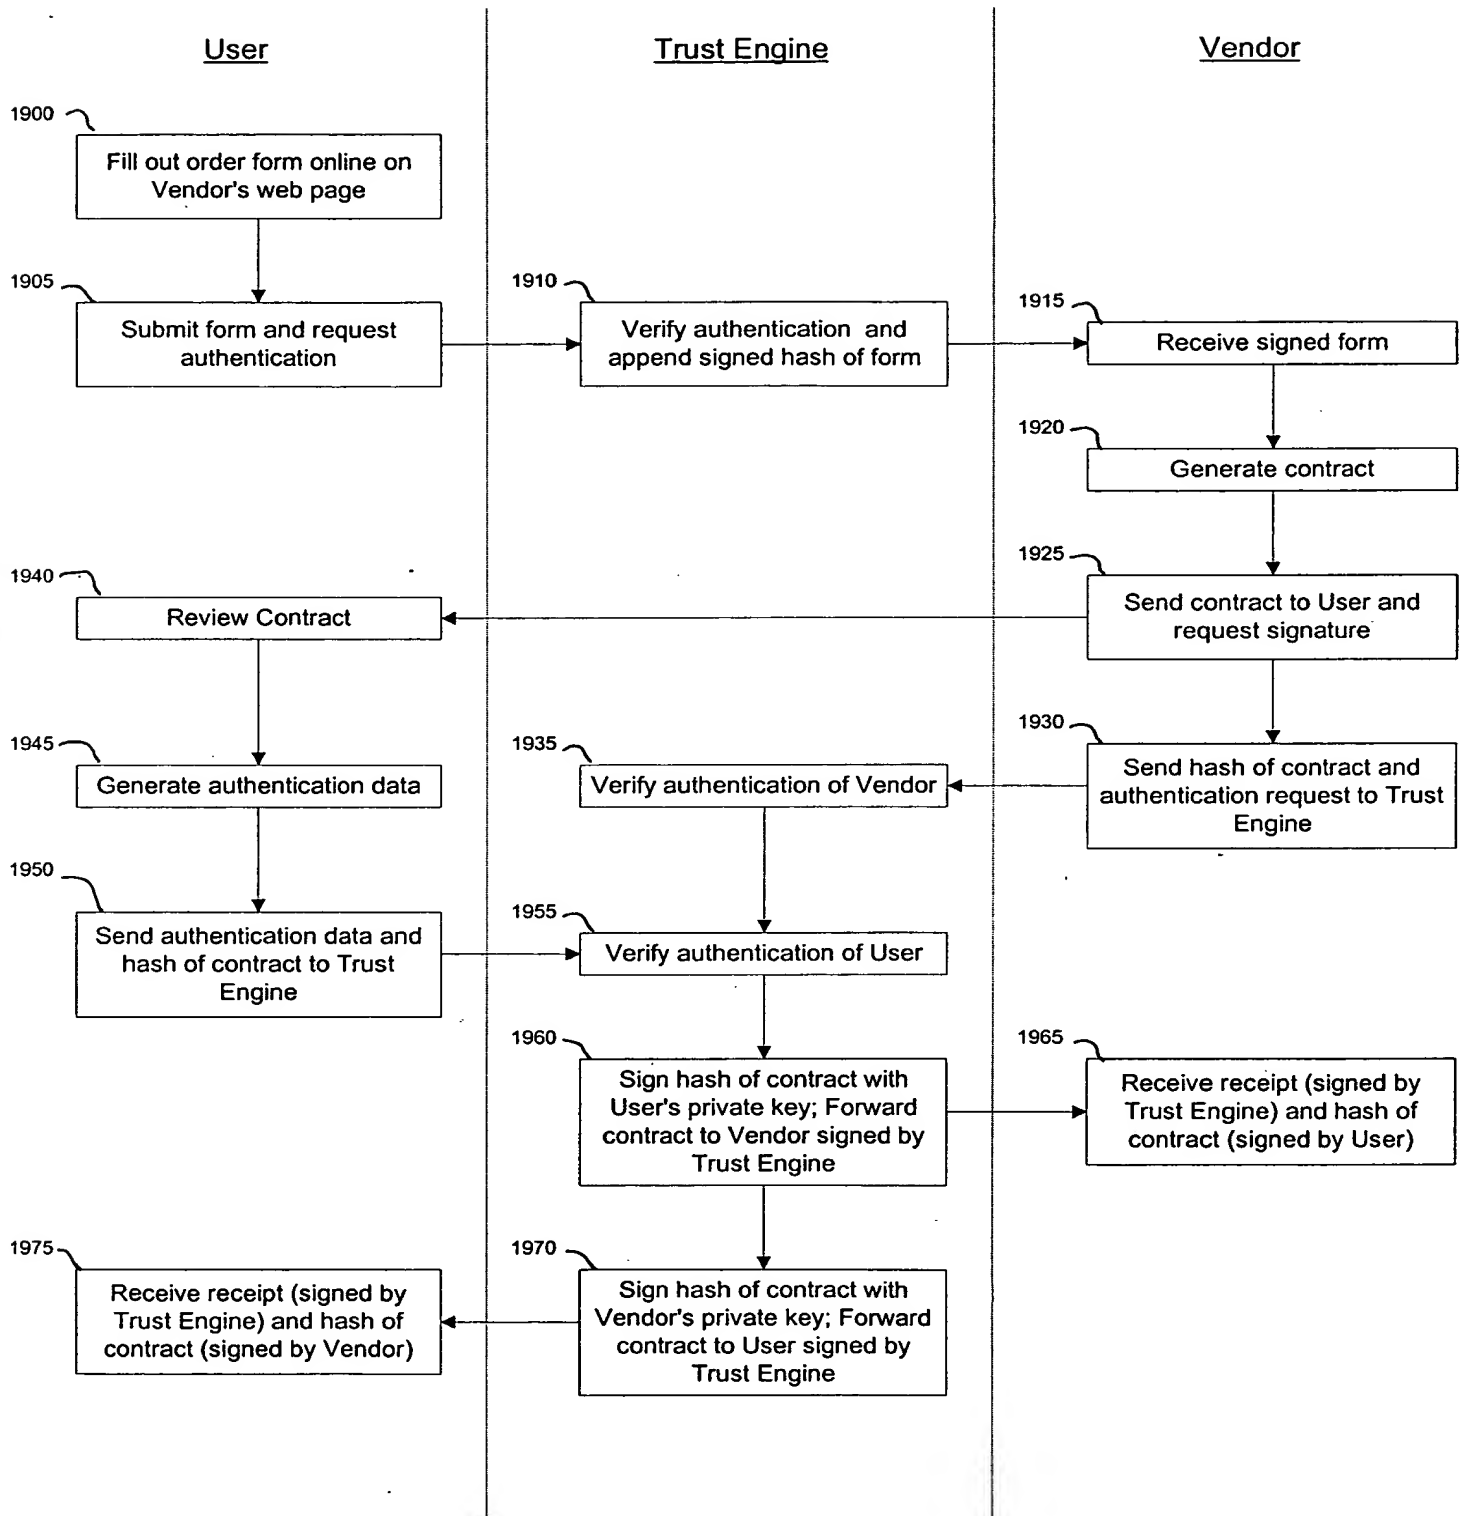 User
Trust Engine
Vendor
1900
Fill out order form online on
Vendor's web page
1905
Submit form and request
authentication
1910
Verify authentication and
append signed hash of form
1915
Receive signed form
1920
Generate contract
1925
Send contract to User and
request signature
1930
Send hash of contract and
authentication request to Trust
Engine
1935
Verify authentication of Vendor
1940
Review Contract
1945
Generate authentication data
1950
Send authentication data and
hash of contract to Trust
Engine
1955
Verify authentication of User
1960
Sign hash of contract with
User's private key; Forward
contract to Vendor signed by
Trust Engine
1965
Receive receipt (signed by
Trust Engine) and hash of
contract (signed by User)
1970
Sign hash of contract with
Vendor's private key; Forward
contract to User signed by
Trust Engine
1975
Receive receipt (signed by
Trust Engine) and hash of
contract (signed by Vendor)